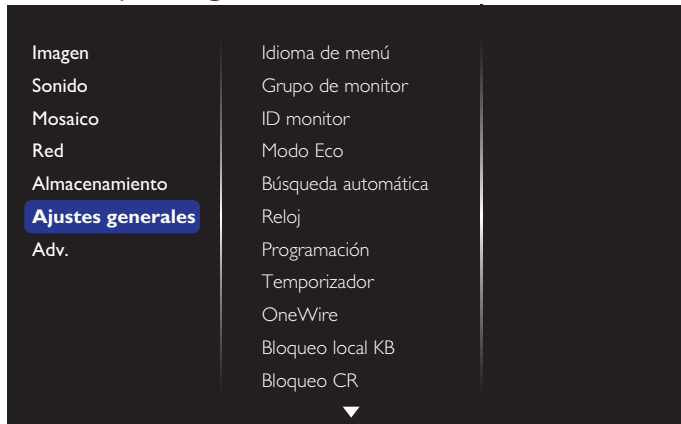 Imagen
Sonido
Mosaico
Red
Almacenamiento
Ajustes generales
Adv.
Idioma de menú
Grupo de monitor
ID monitor
Modo Eco
Búsqueda automática
Reloj
Programación
Temporizador
OneWire
Bloqueo local KB
Bloqueo CR